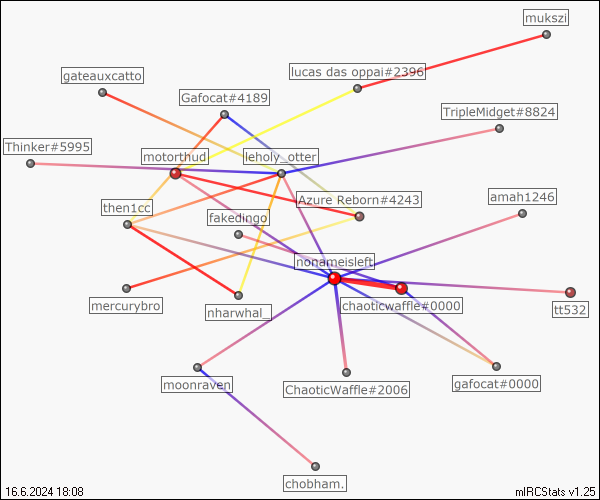 mukszi
gateauxcatto
lucas das oppai#2396
Gafocat#4189
TripleMidget#8824
Thinker#5995
motorthud
leholy_otter
amah1246
Azure Reborn#4243
then1cc
fakedingo
nonameisleft
mercurybro
nharwhal_
chaoticwaffle#0000
tt532
moonraven
ChaoticWaffle#2006
gafocat#0000
chobham.
16.6.2024 18:08
mIRCStats v1.25